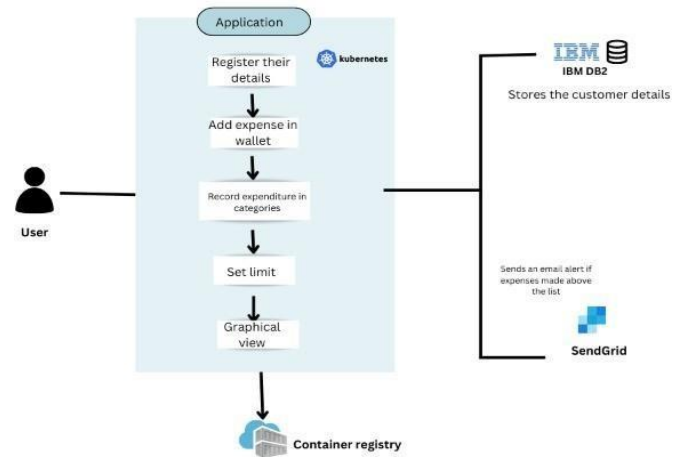 Application
Register their
details
kubernetes
Add expense in
wallet
Record expenditure in
categories
Set limit
Graphical
view
Container registry
User
IBM
IBM DB2
Stores the customer details
Sends an email alert if
expenses made above
the list
SendGrid